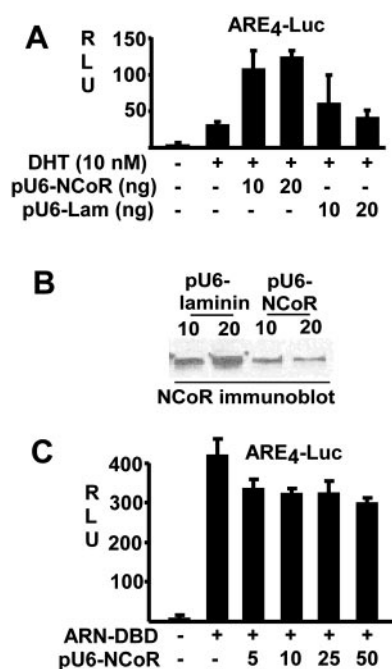 A
ARE4-Luc
R
L
U
150
100
50
DHT (10 nM) - + + + + +
pU6-NCoR (ng) - - 10 20 - -
pU6-Lam (ng) - - - - 10 20
B
pU6-laminin
pU6-NCoR
10 20 10 20
NCoR immunoblot
C
ARE4-Luc
R
L
U
400
300
200
100
ARN-DBD - + + + + +
pU6-NCoR - - 5 10 25 50